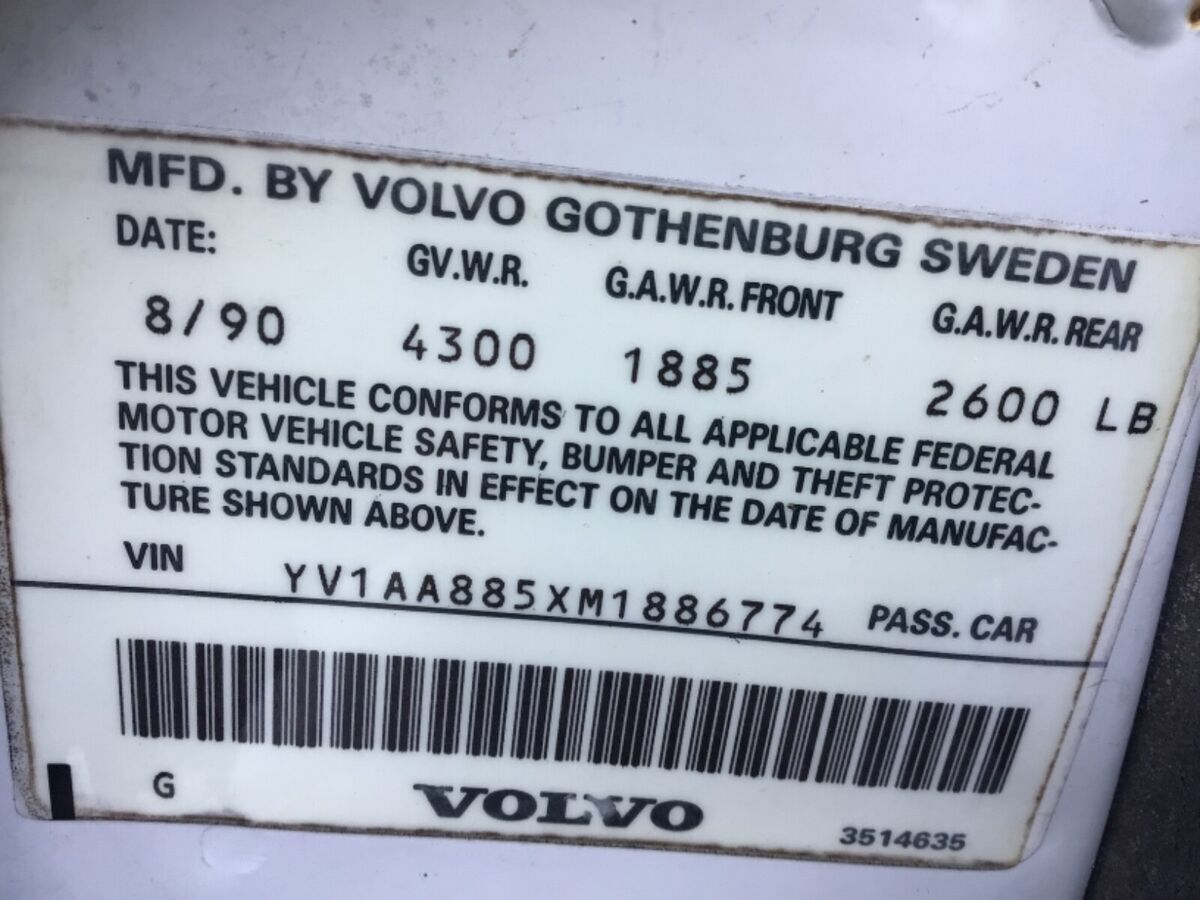 MFD. BY VOLVO GOTHENBURG SWEDEN
DATE: GV.W.R. G.A.W.R. FRONT G.A.W.R. REAR
8/90 4300 1885 2600 LB
THIS VEHICLE CONFORMS TO ALL APPLICABLE FEDERAL
MOTOR VEHICLE SAFETY, BUMPER AND THEFT PROTEC-
TION STANDARDS IN EFFECT ON THE DATE OF MANUFAC-
TURE SHOWN ABOVE.
VIN YV1AA885XM1886774 PASS. CAR
G VOLVO 3514635